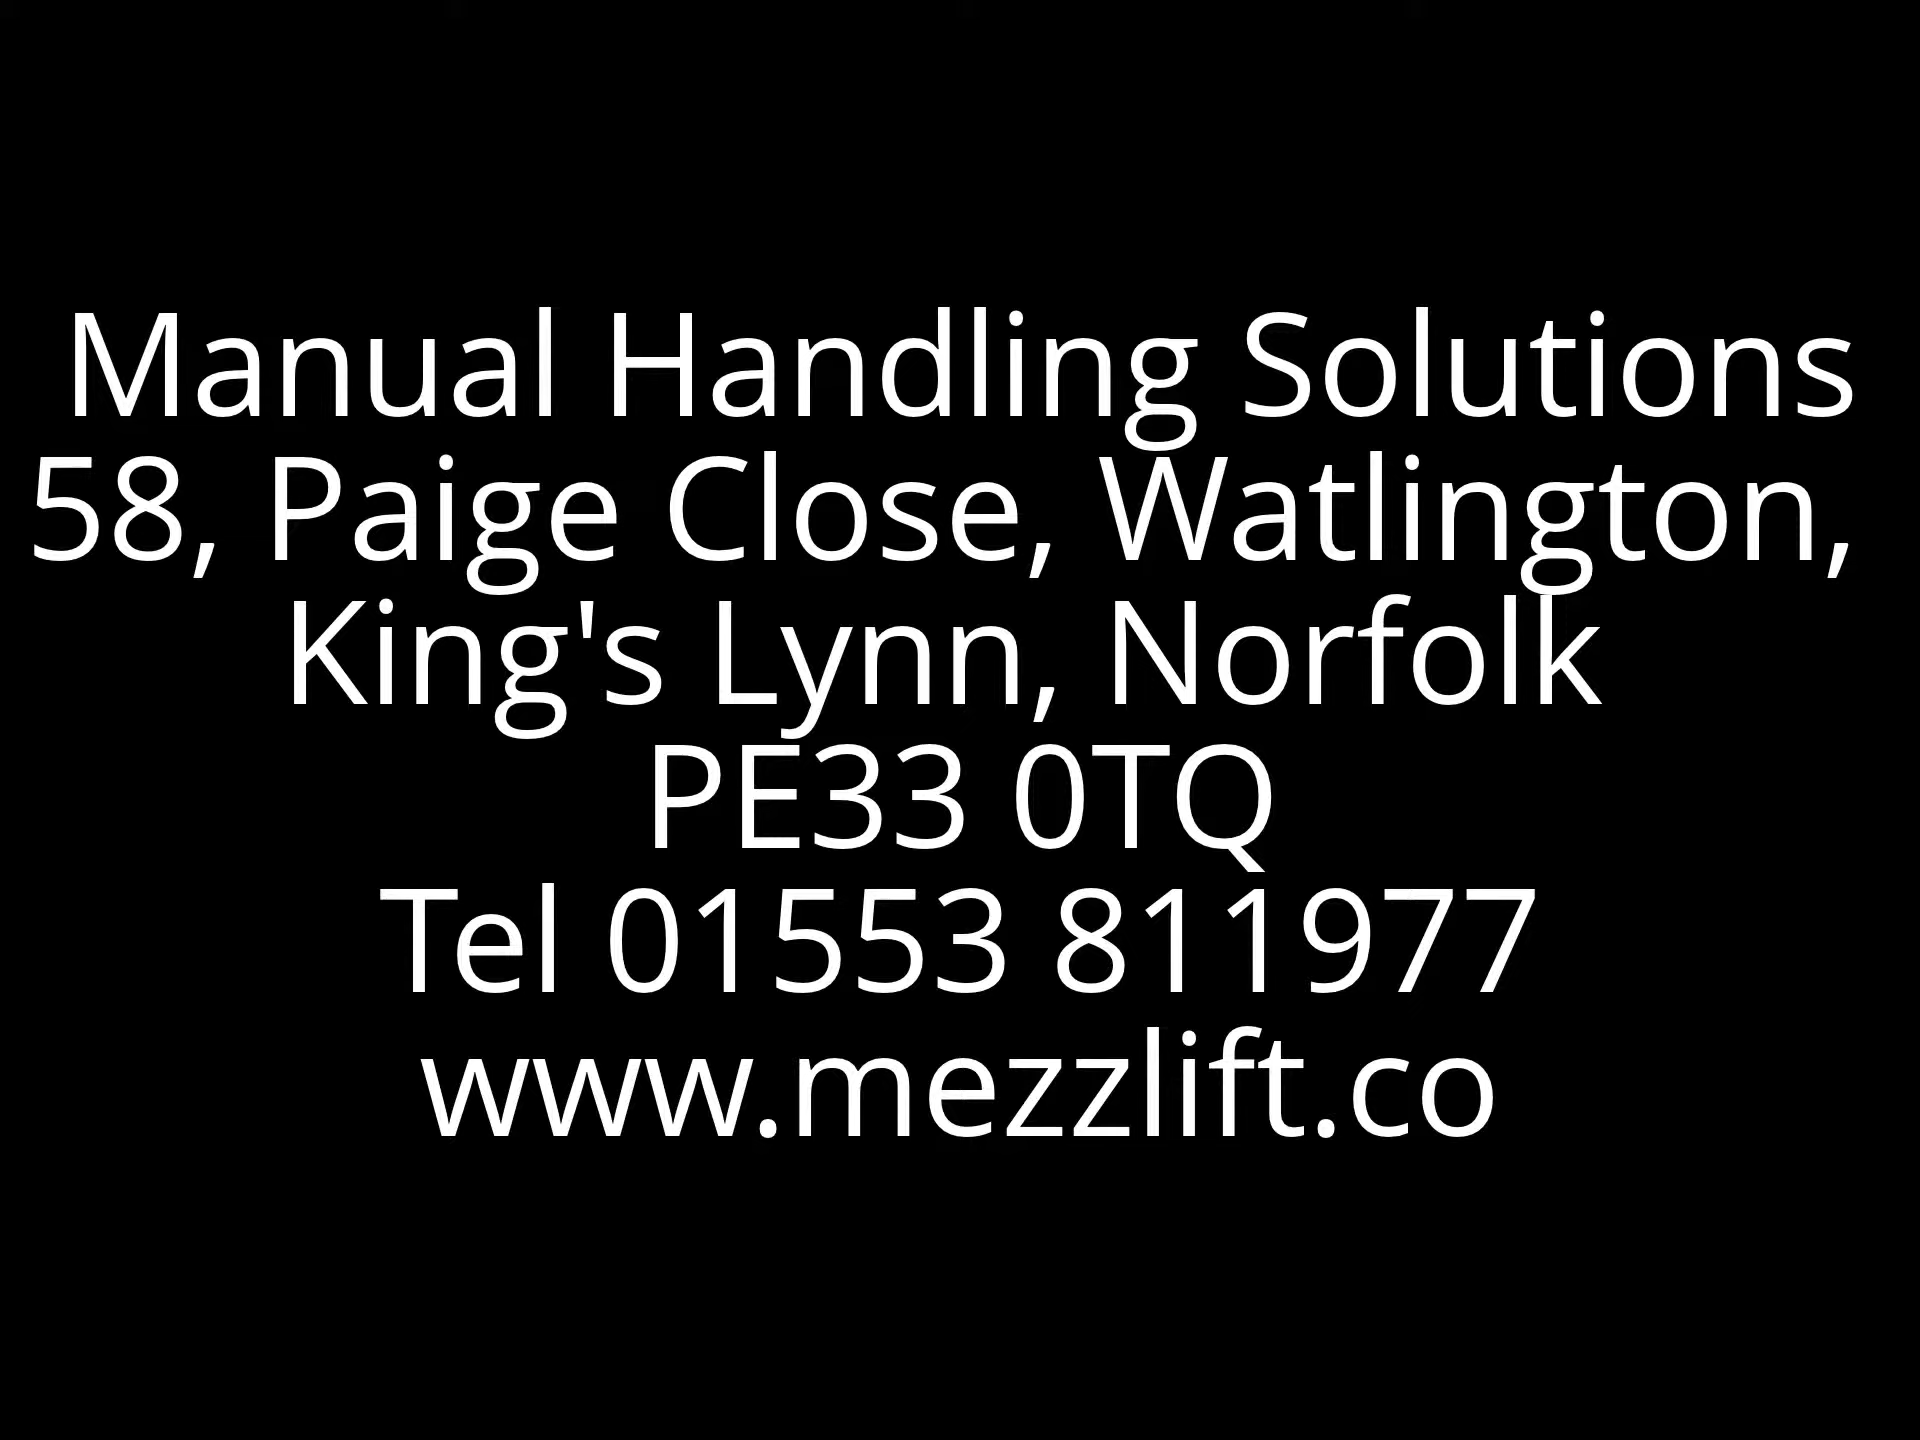 Manual Handling Solutions
58, Paige Close, Watlington,
King's Lynn, Norfolk
PE33 0TQ
Tel 01553 811977
www.mezzlift.co